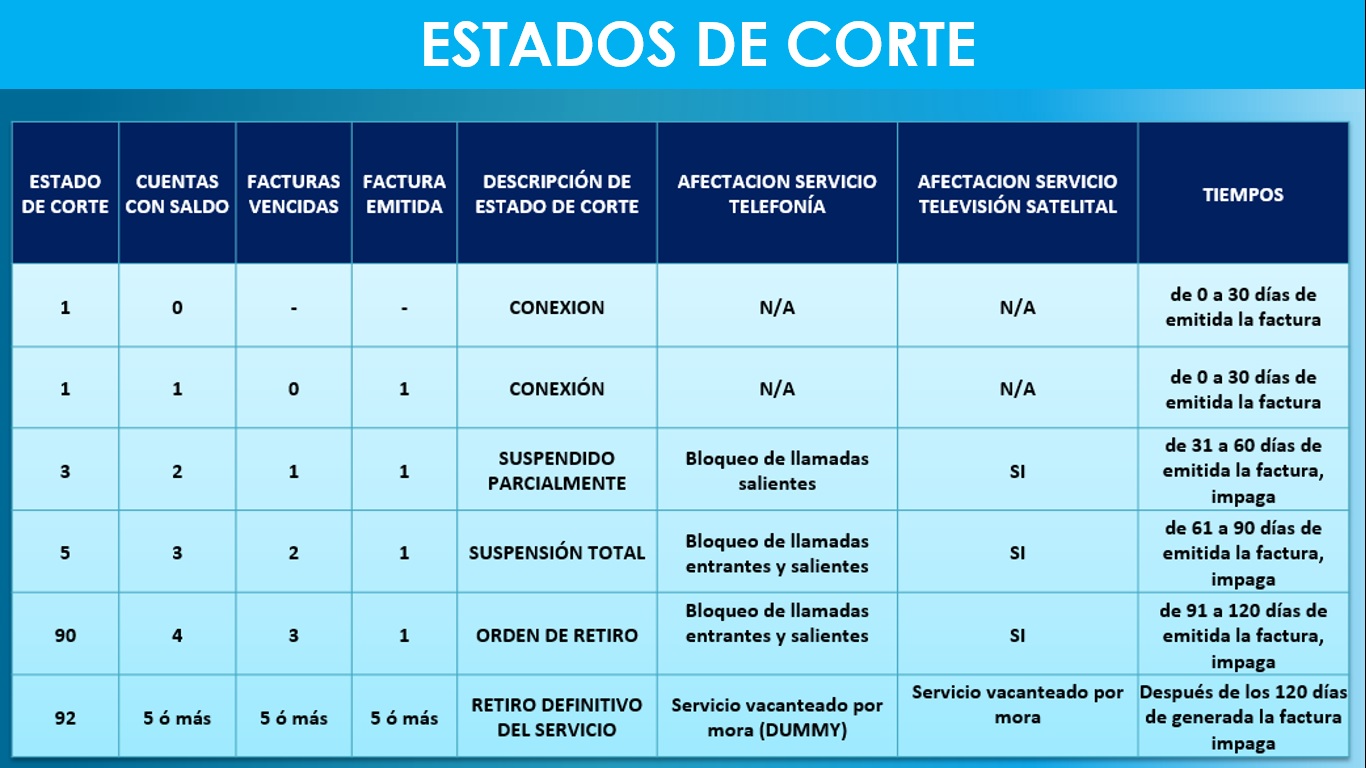 ESTADOS DE CORTE
ESTADO
DE CORTE
CUENTAS
CON SALDO
FACTURAS
VENCIDAS
FACTURA
EMITIDA
DESCRIPCIÓN DE
ESTADO DE CORTE
AFECTACION SERVICIO
TELEFONÍA
AFECTACION SERVICIO
TELEVISIÓN SATELITAL
TIEMPOS
1
0
-
-
CONEXION
N/A
N/A
de 0 a 30 días de
emitida la factura
1
1
0
1
CONEXIÓN
N/A
N/A
de 0 a 30 días de
emitida la factura
3
2
1
1
SUSPENDIDO
PARCIALMENTE
Bloqueo de llamadas
salientes
SI
de 31 a 60 días de
emitida la factura,
impaga
5
3
2
1
SUSPENSIÓN TOTAL
Bloqueo de llamadas
entrantes y salientes
SI
de 61 a 90 días de
emitida la factura,
impaga
90
4
3
1
ORDEN DE RETIRO
Bloqueo de llamadas
entrantes y salientes
SI
de 91 a 120 días de
emitida la factura,
impaga
92
5 ó más
5 ó más
5 ó más
RETIRO DEFINITIVO
DEL SERVICIO
Servicio vacanteado por
mora (DUMMY)
Servicio vacanteado por
mora
Después de los 120 días
de generada la factura
impaga